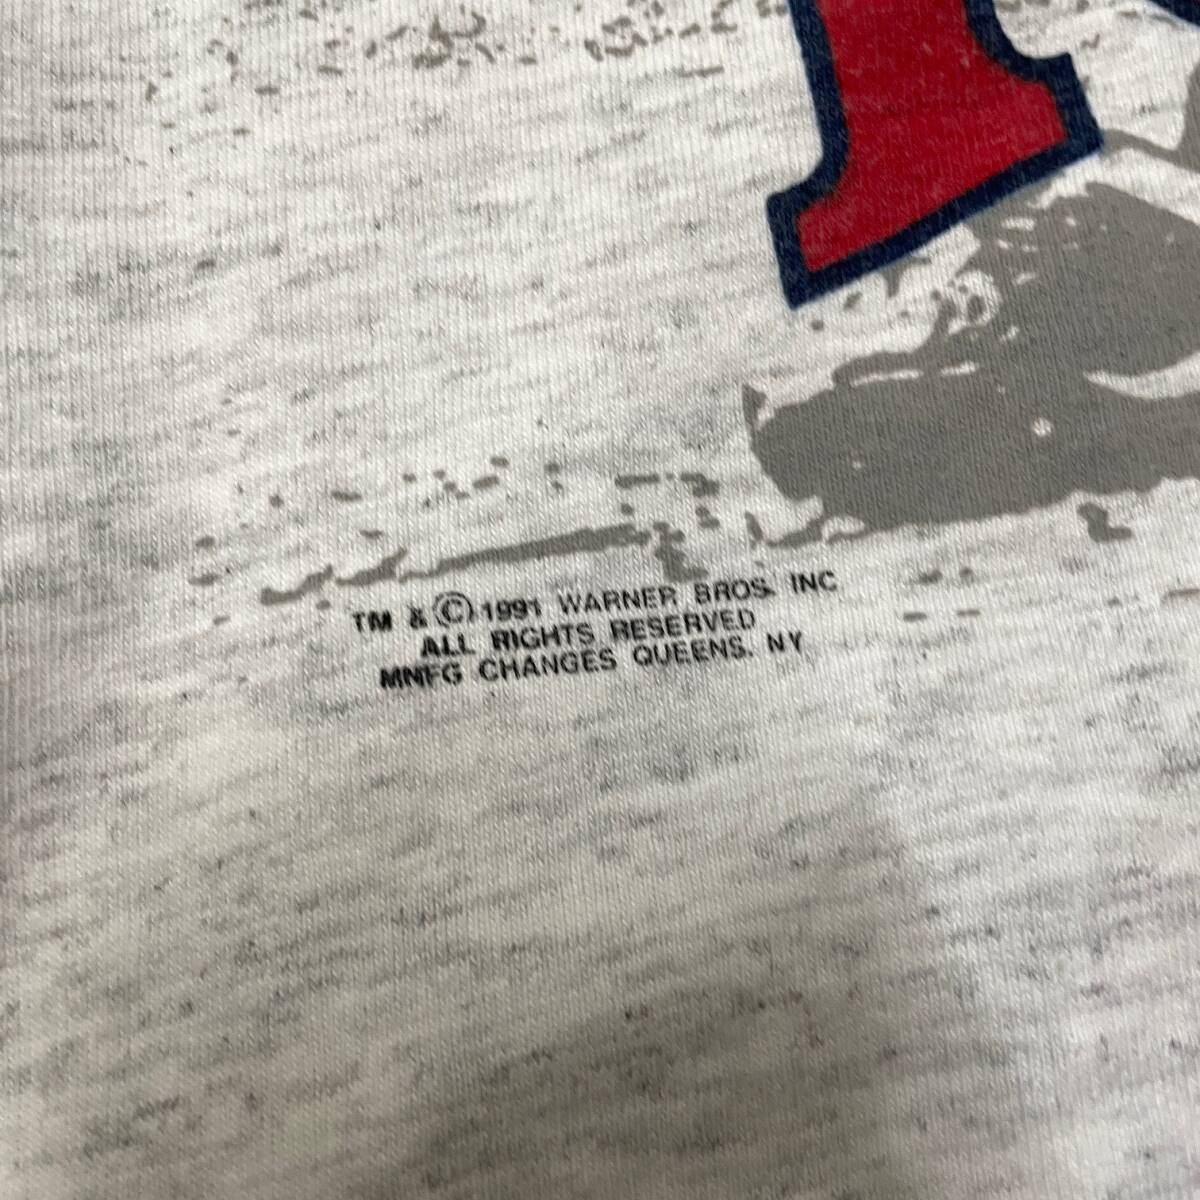 TM & © 1991 WARNER BROS. INC
ALL RIGHTS RESERVED
MNFG CHANGES QUEENS. NY